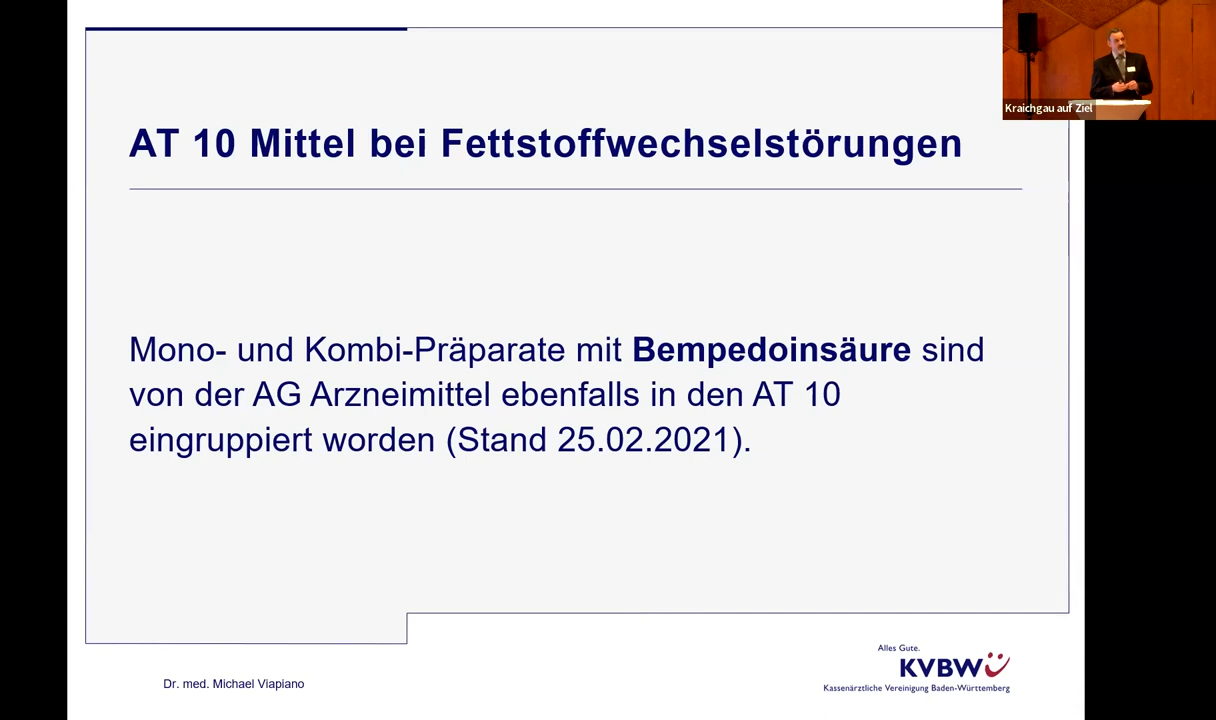 Kraichgau auf Ziel
AT 10 Mittel bei Fettstoffwechselstörungen
Mono- und Kombi-Präparate mit Bempedoinsäure sind
von der AG Arzneimittel ebenfalls in den AT 10
eingruppiert worden (Stand 25.02.2021).
Alles Gute.
KVBW
Kassenärztliche Vereinigung Baden-Württemberg
Dr. med. Michael Viapiano